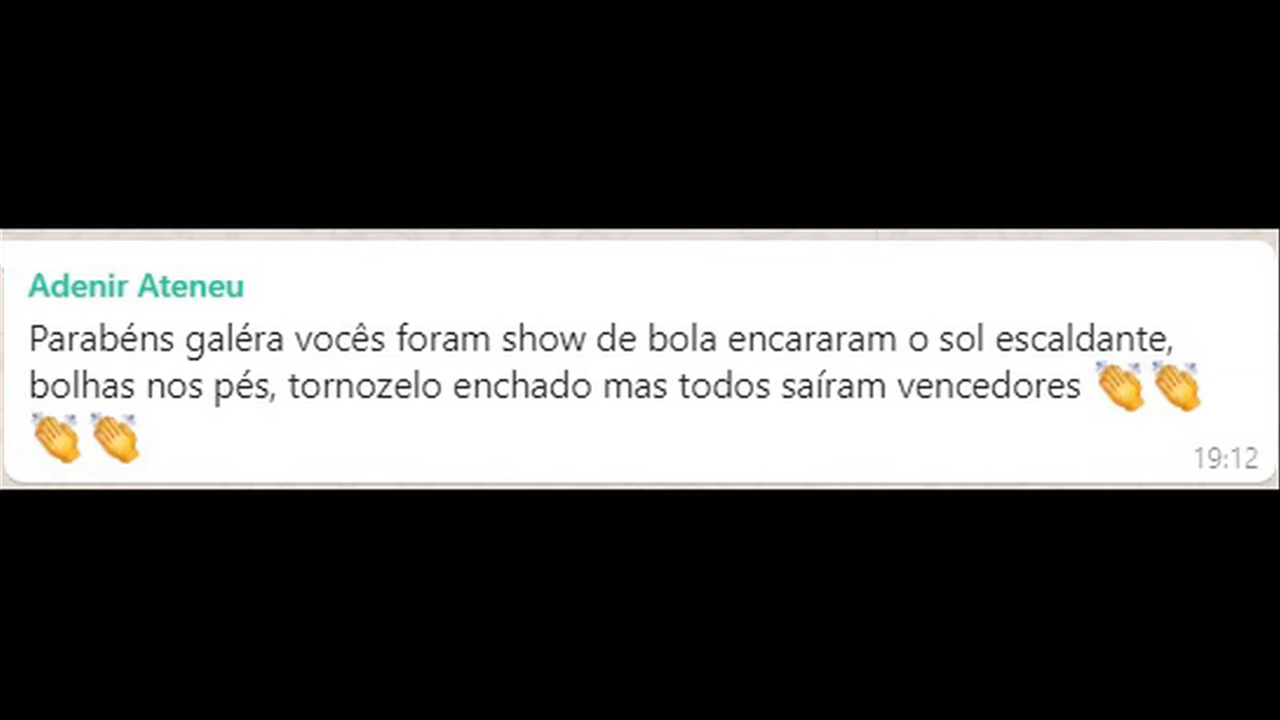 Adenir Ateneu
Parabéns galéra vocês foram show de bola encararam o sol escaldante,
bolhas nos pés, tornozelo enchado mas todos saíram vencedores 👏👏
👏👏
19:12